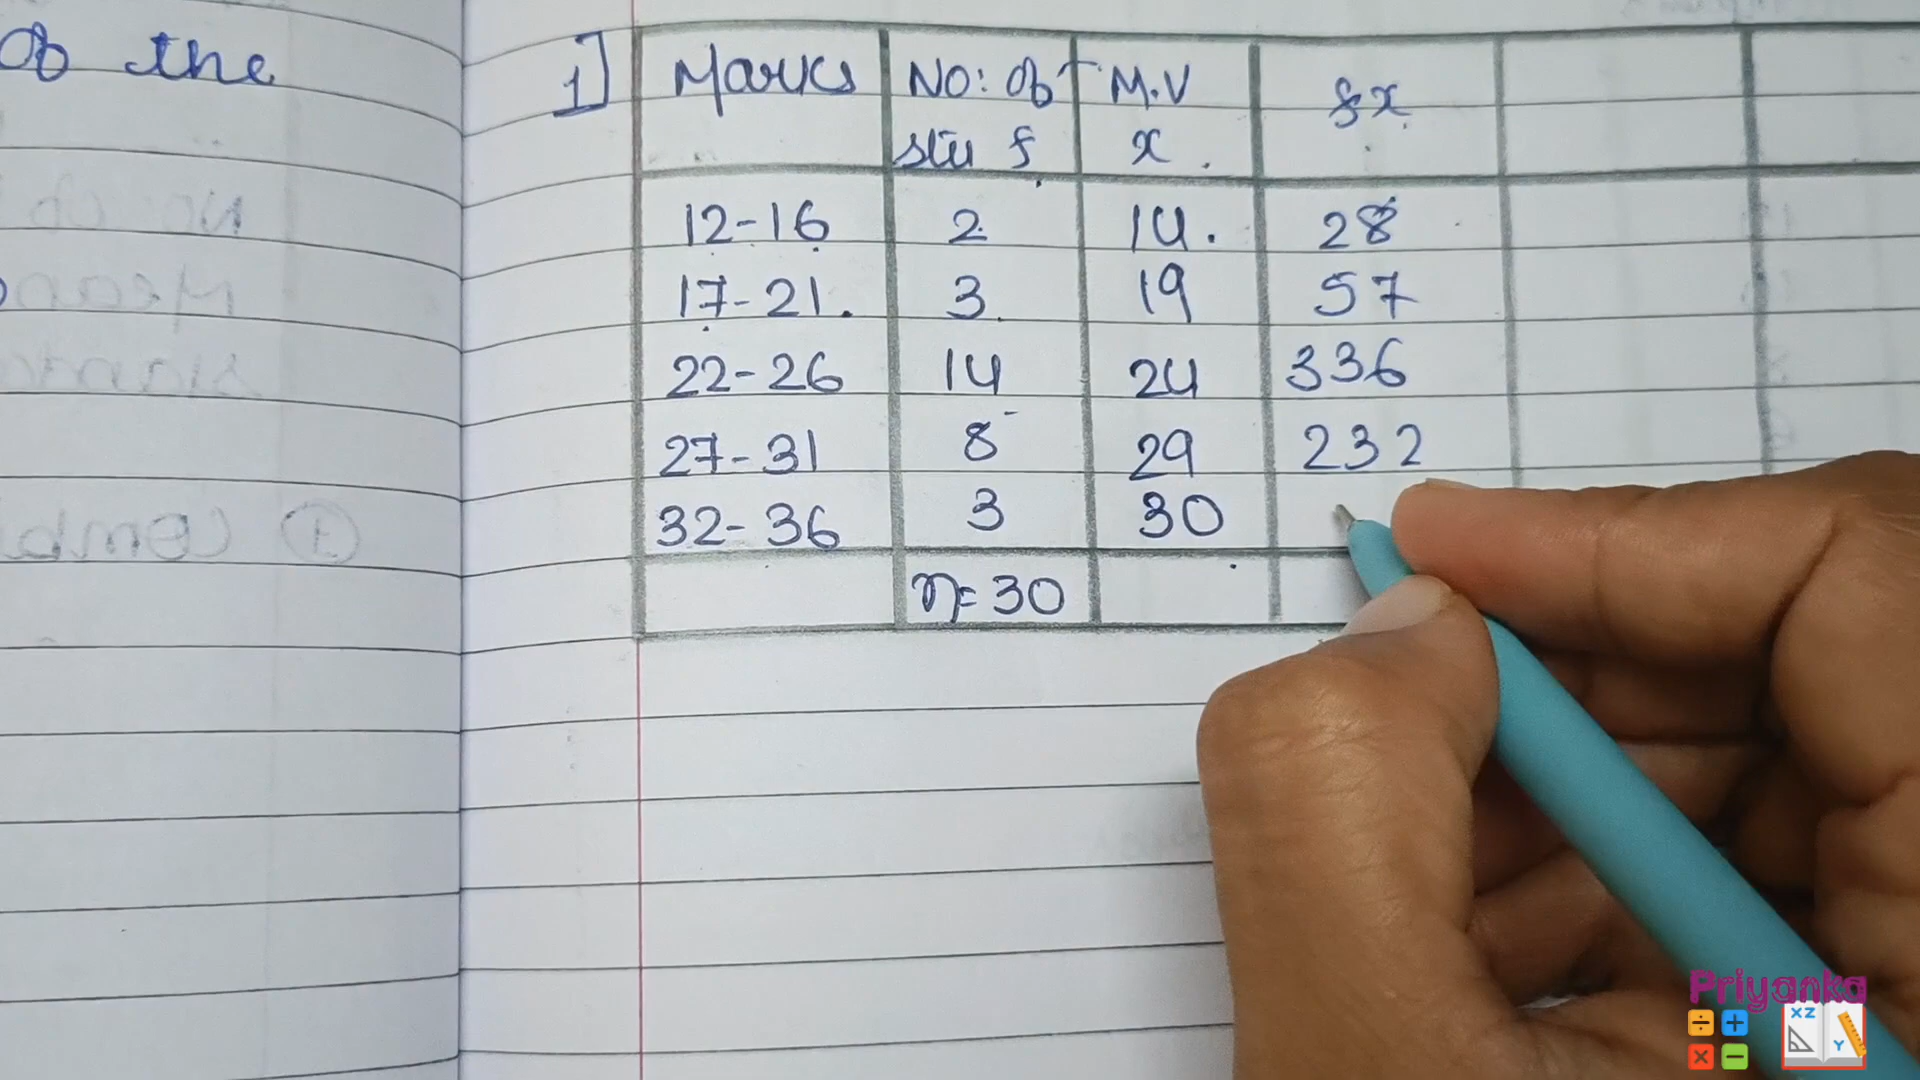 of the
1] Marks No: of stu f M.V x fx
12-16 2 14 28
17-21 3 19 57
22-26 14 24 336
27-31 8 29 232
32-36 3 30
n=30
Priyanka
XZ
Y